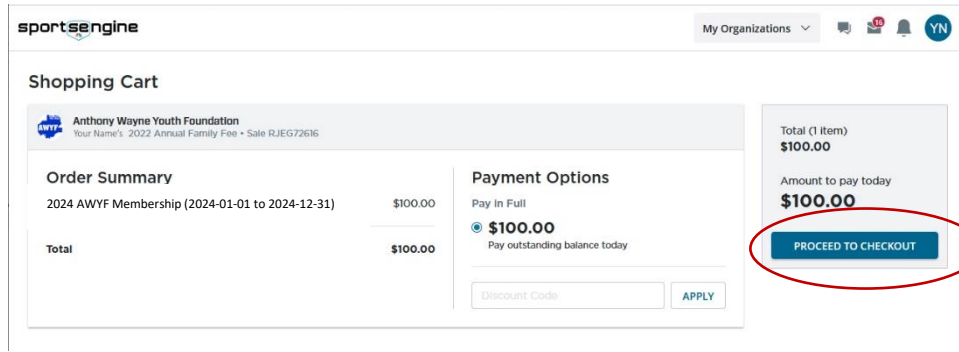 sportsengine
My Organizations
16
YN
Shopping Cart
AWYF
Anthony Wayne Youth Foundation
Your Name's 2022 Annual Family Fee • Sale RJEG72616
Order Summary
2024 AWYF Membership (2024-01-01 to 2024-12-31) $100.00
Total $100.00
Payment Options
Pay in Full
$100.00
Pay outstanding balance today
Discount Code
APPLY
Total (1 item)
$100.00
Amount to pay today
$100.00
PROCEED TO CHECKOUT